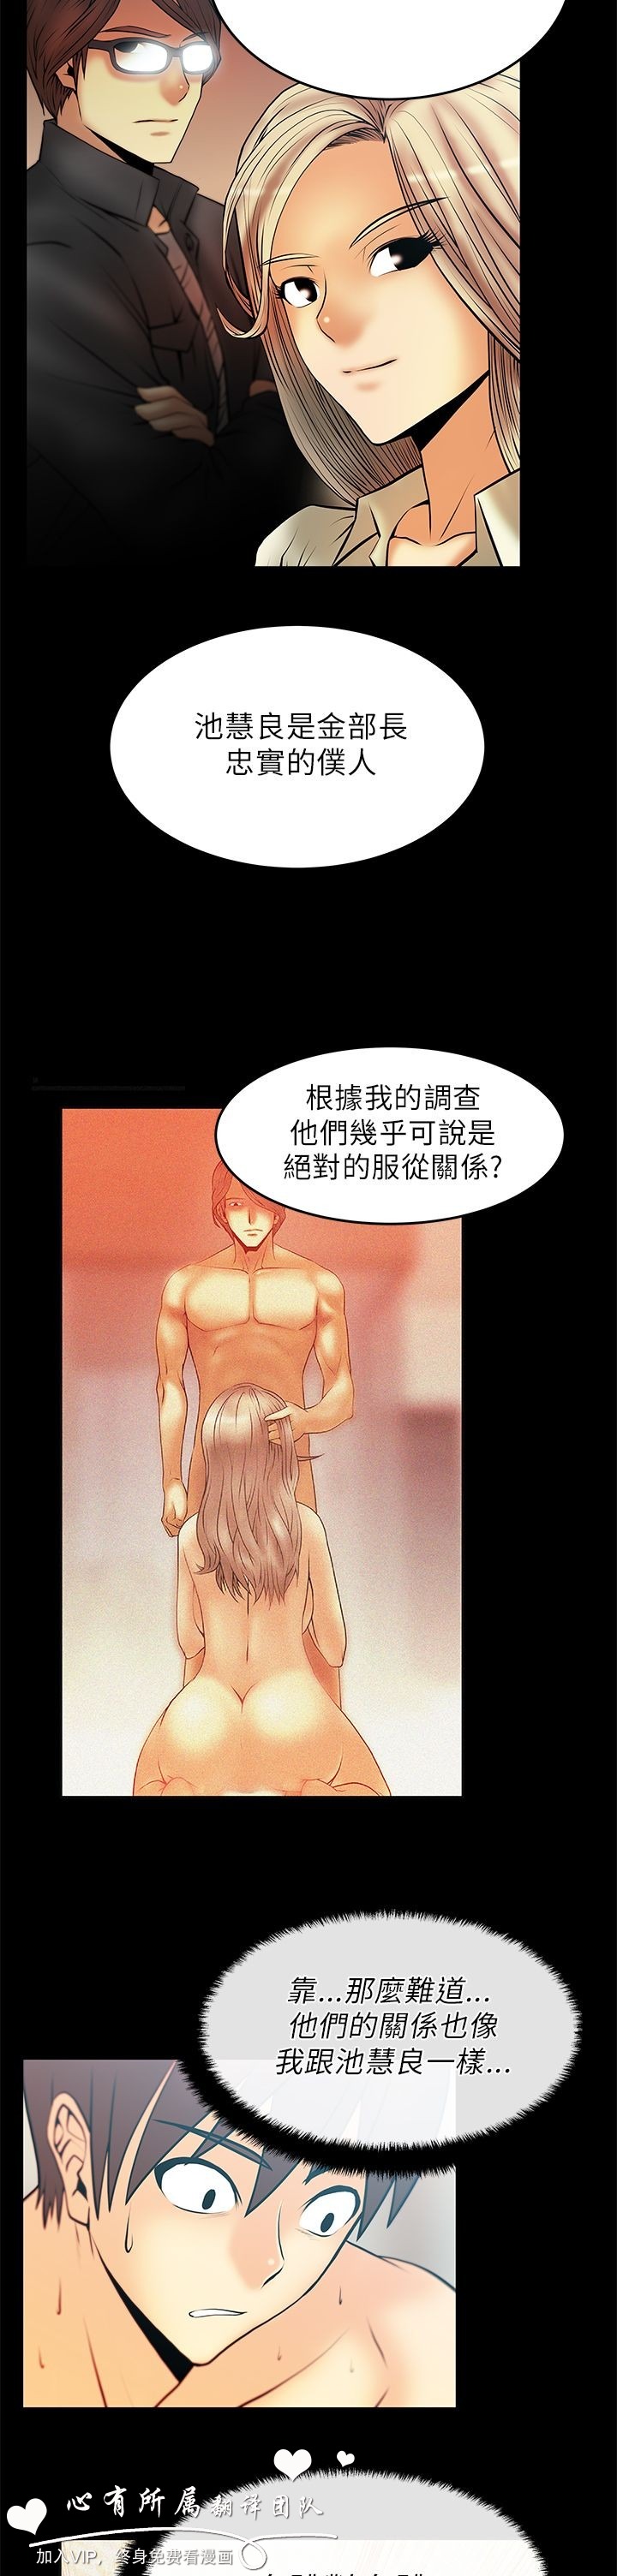 池慧良是金部長
忠實的僕人
根據我的調查
他們幾乎可說是
絕對的服從關係?
靠...那麼難道...
他們的關係也像
我跟池慧良一樣...
心有所属翻译团队
加入VIP，终身免费看漫画